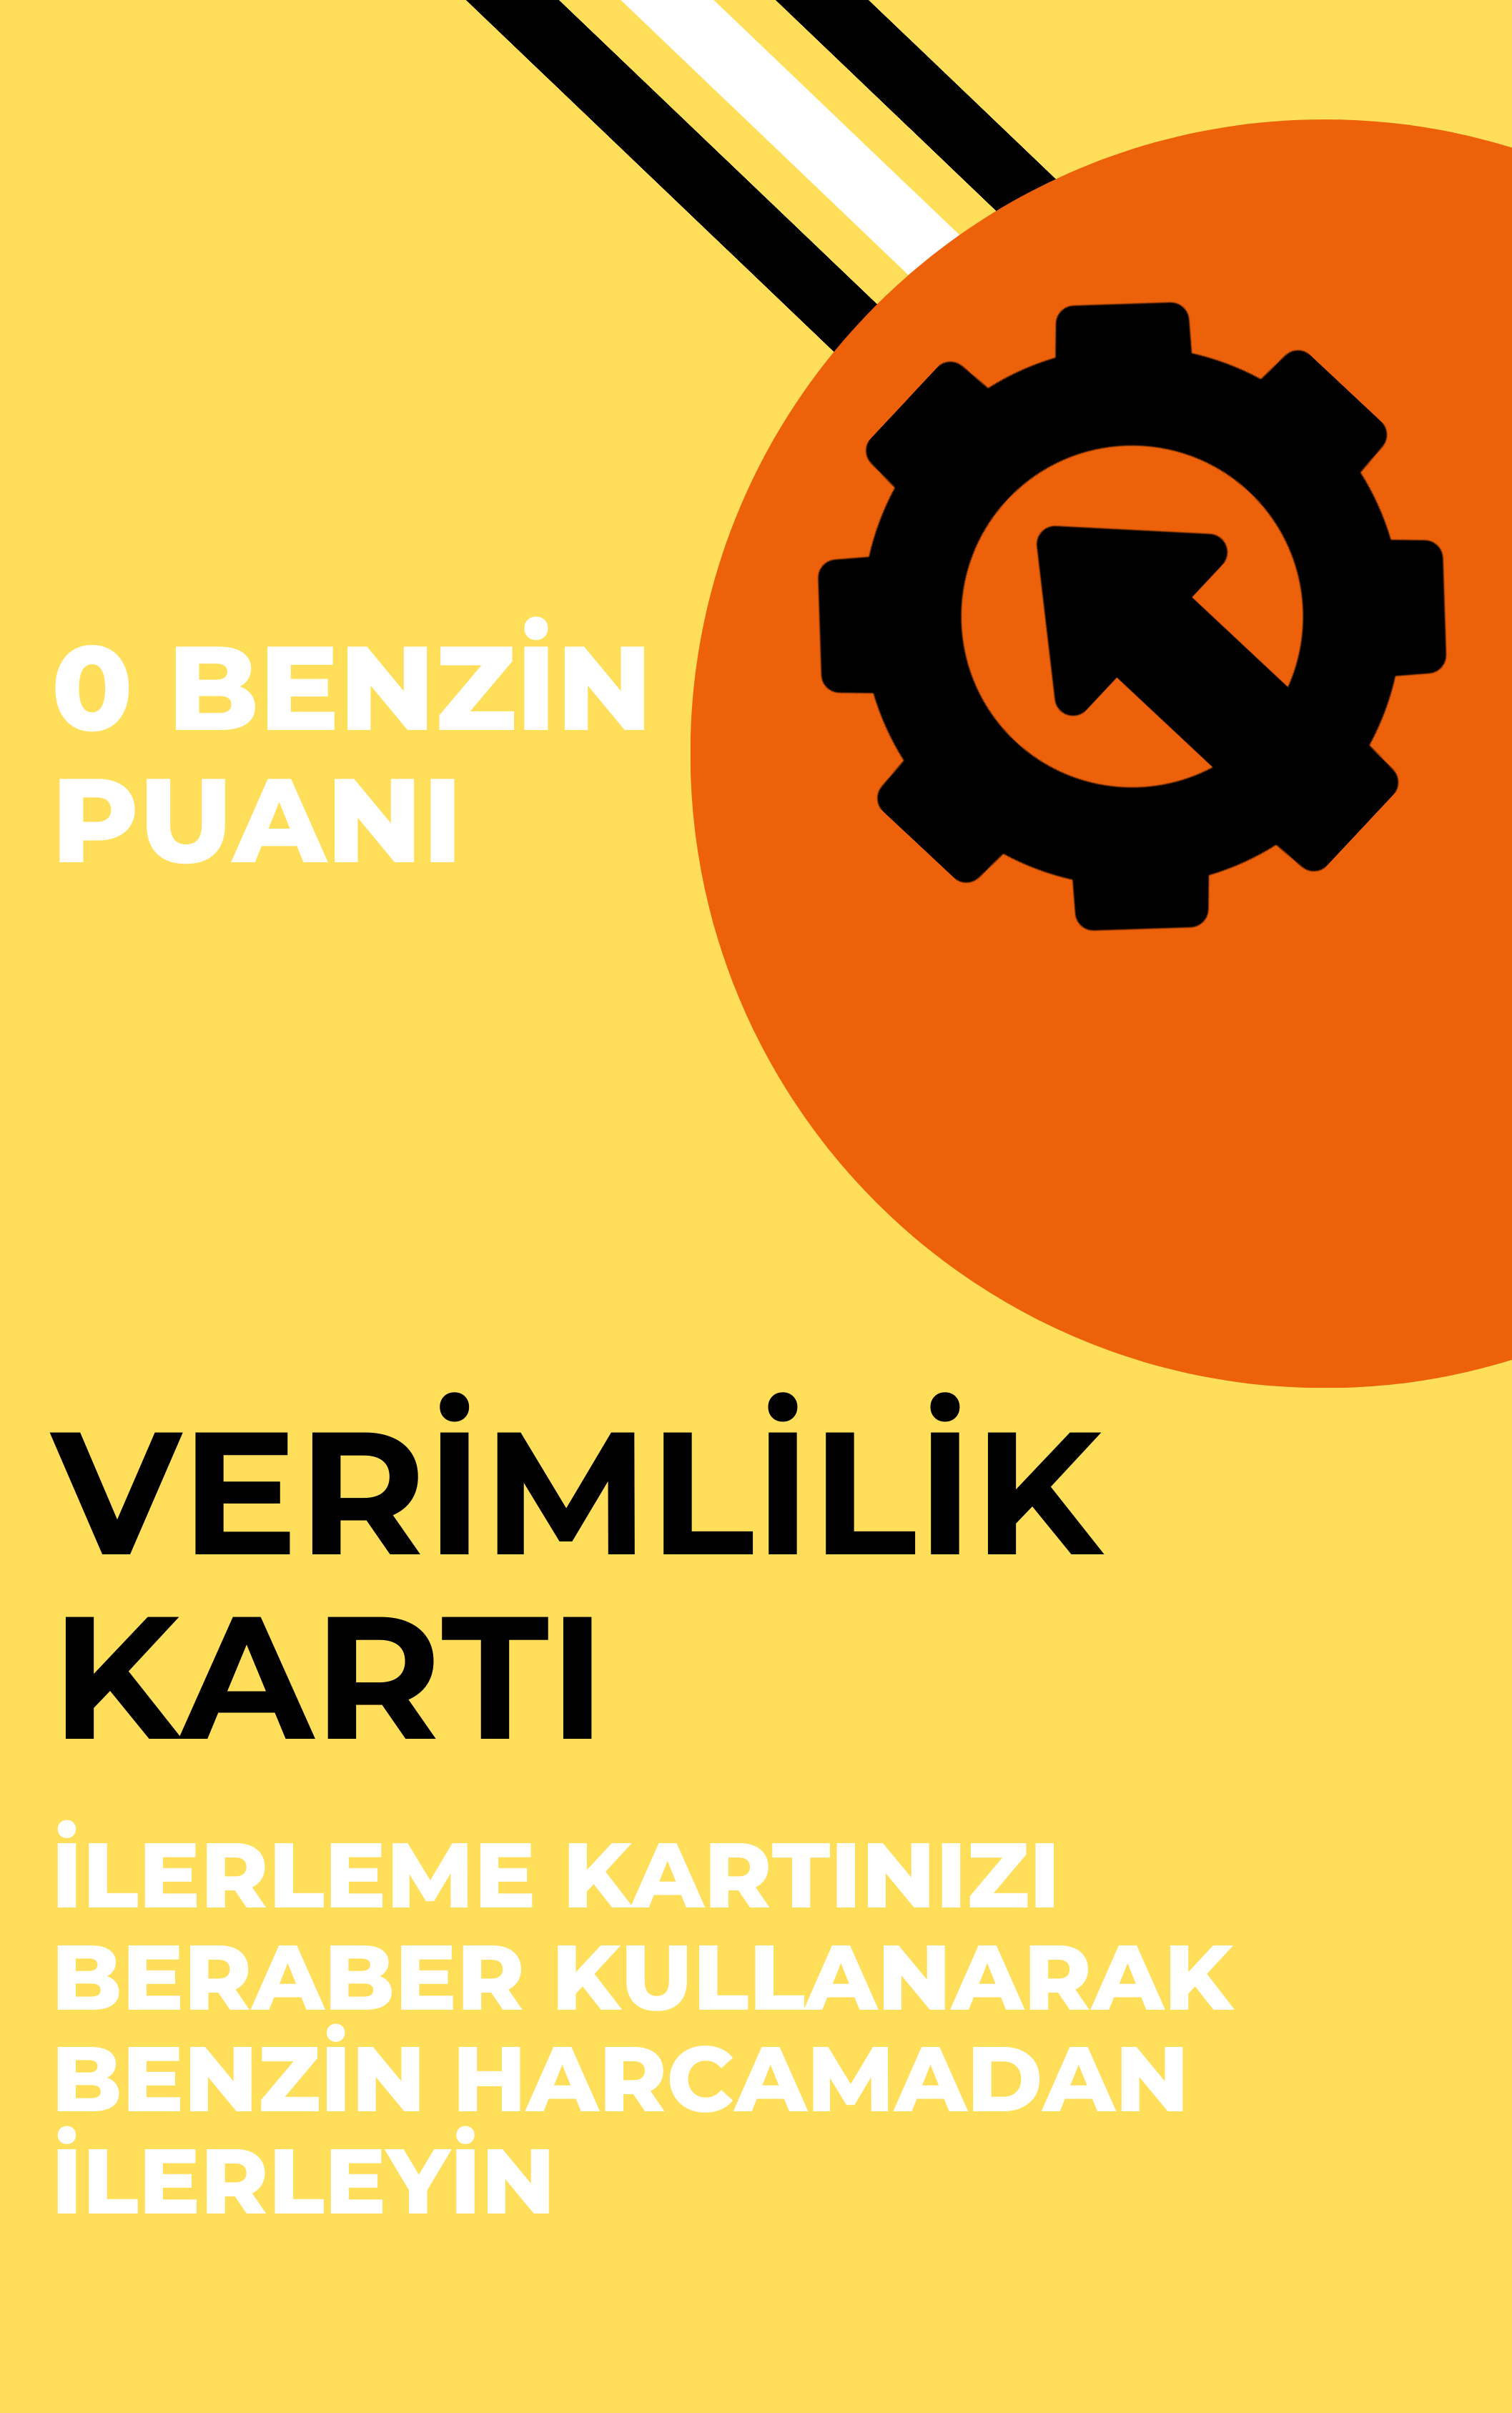 0 BENZİN
PUANI
VERİMLİLİK
KARTI
İLERLEME KARTINIZI
BERABER KULLANARAK
BENZİN HARCAMADAN
İLERLEYİN